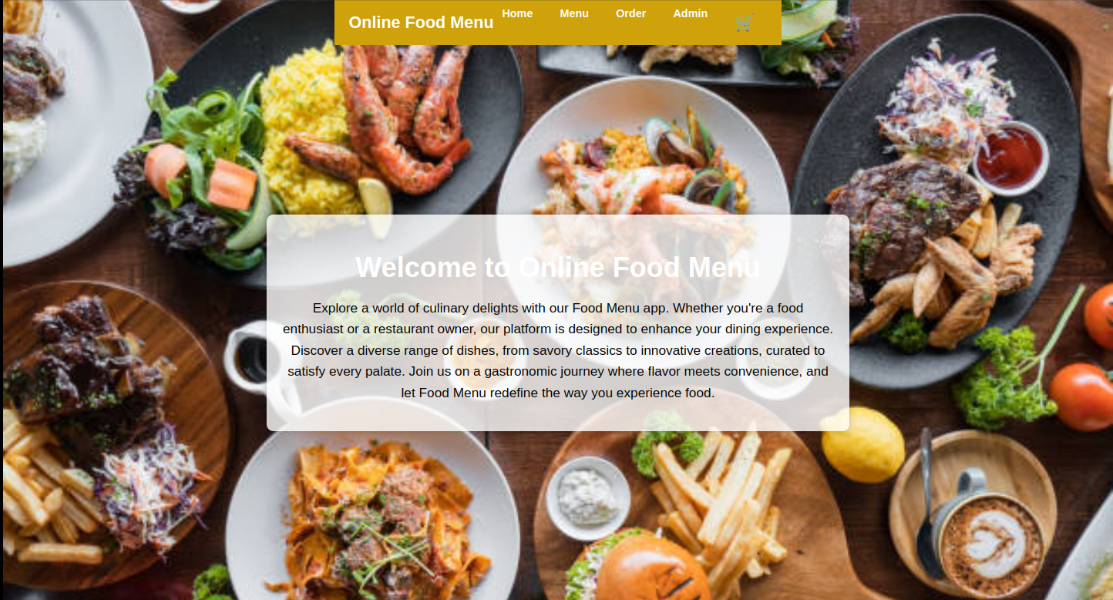 Online Food Menu Home Menu Order Admin
Welcome to Online Food Menu
Explore a world of culinary delights with our Food Menu app. Whether you're a food
enthusiast or a restaurant owner, our platform is designed to enhance your dining experience.
Discover a diverse range of dishes, from savory classics to innovative creations, curated to
satisfy every palate. Join us on a gastronomic journey where flavor meets convenience, and
let Food Menu redefine the way you experience food.